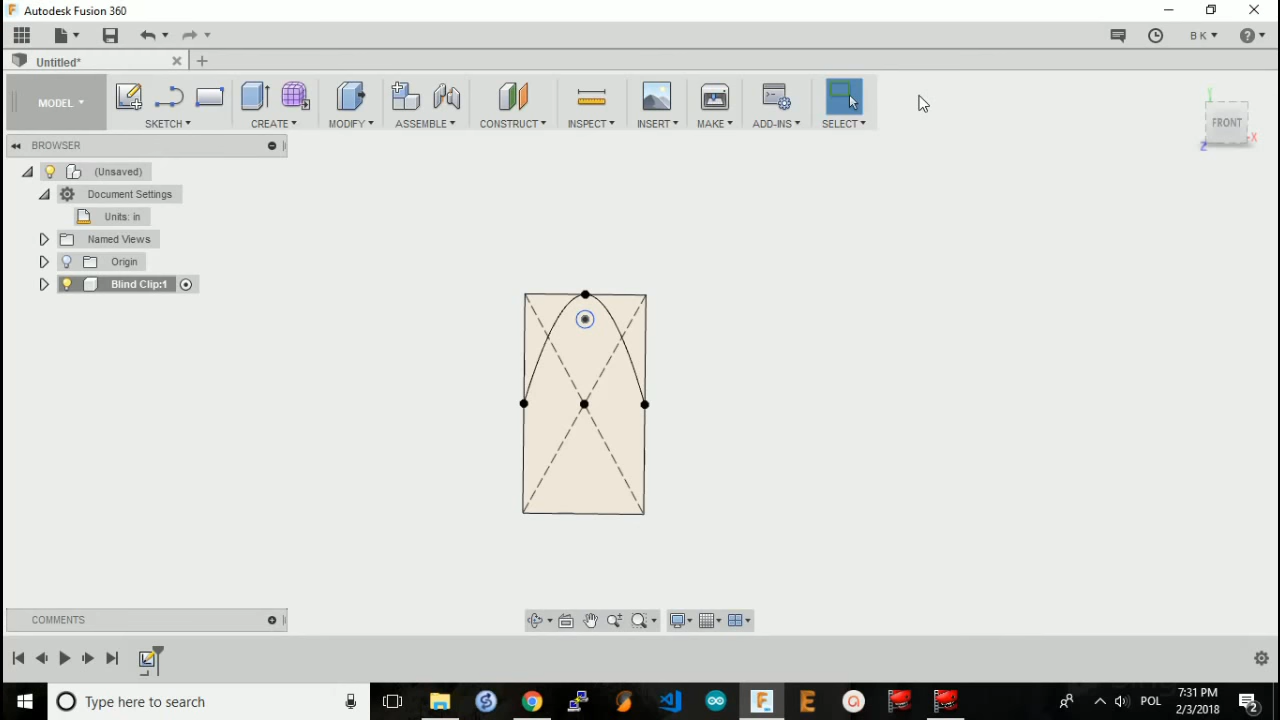 Autodesk Fusion 360
B K
Untitled*
MODEL
SKETCH
CREATE
MODIFY
ASSEMBLE
CONSTRUCT
INSPECT
INSERT
MAKE
ADD-INS
SELECT
FRONT
Y
X
Z
BROWSER
(Unsaved)
Document Settings
Units: in
Named Views
Origin
Blind Clip:1
COMMENTS
Type here to search
POL
7:31 PM
2/3/2018
2